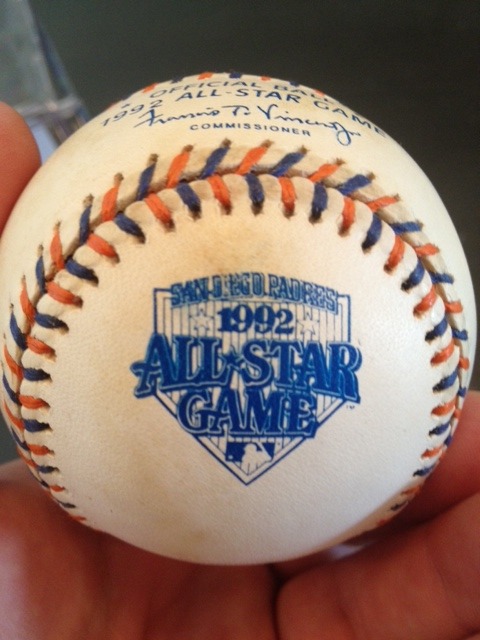 OFFICIAL BALL
1992 ALL-STAR GAME
Francis T. Vincent, Jr.
COMMISSIONER
SAN DIEGO PADRES
1992
ALL★STAR
GAME